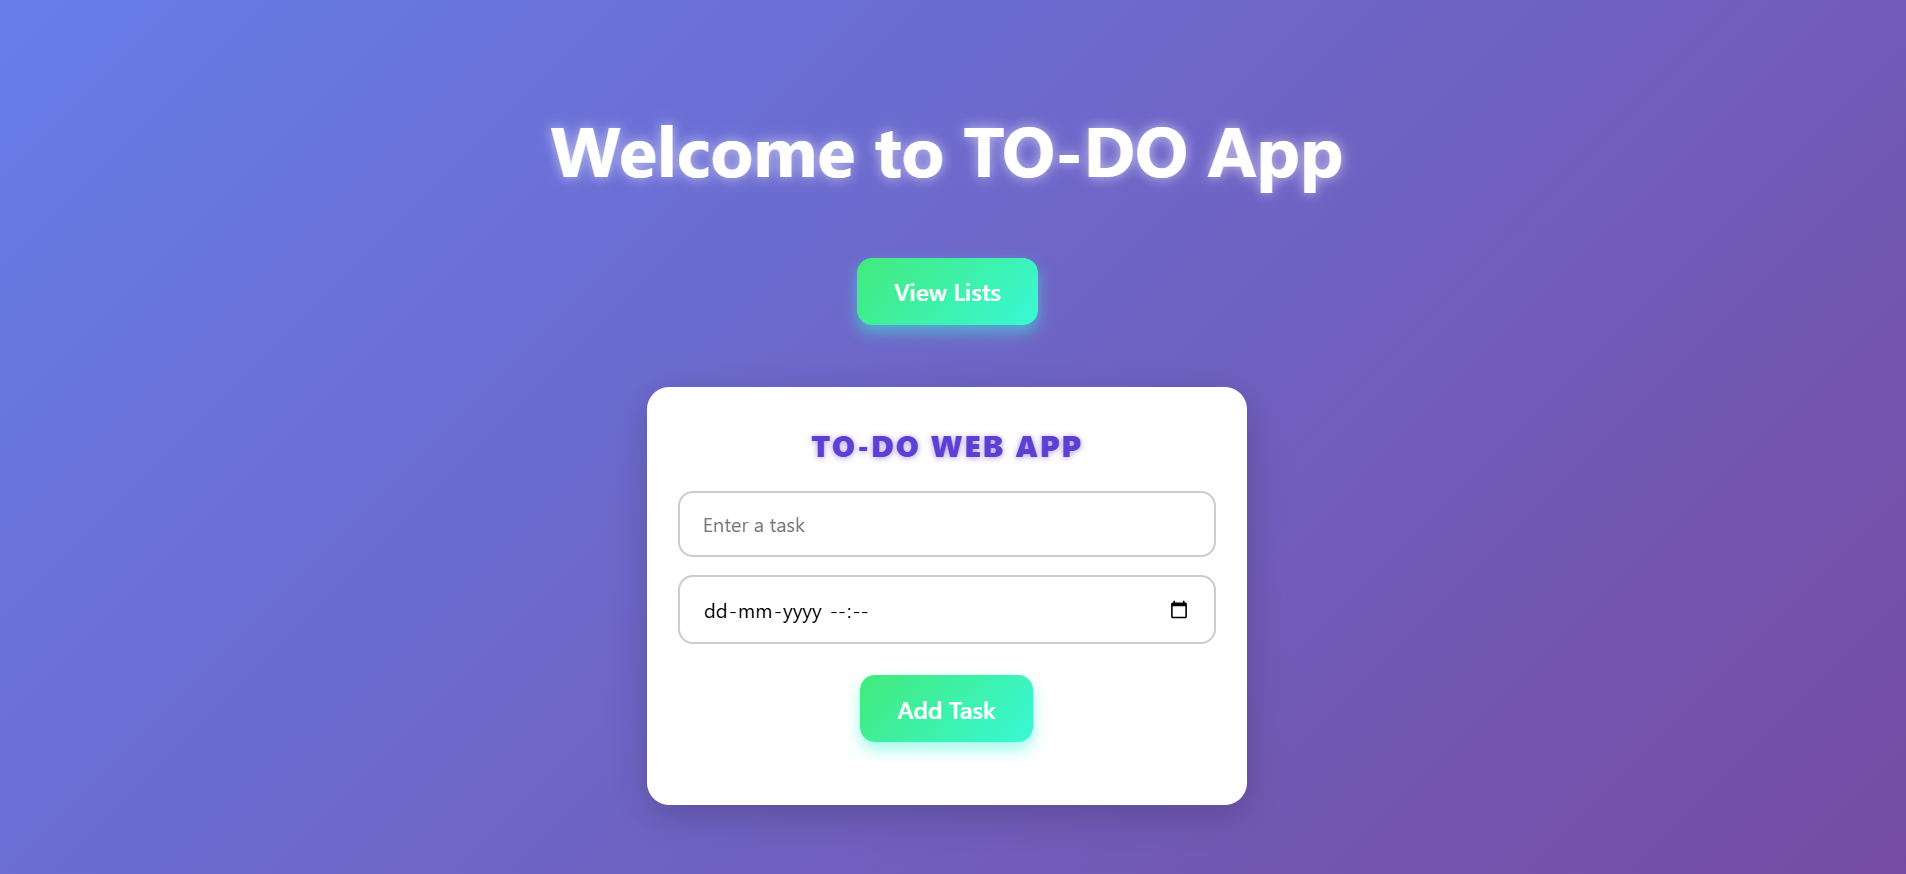 Welcome to TO-DO App
View Lists
TO-DO WEB APP
Enter a task
dd-mm-yyyy --:--
Add Task